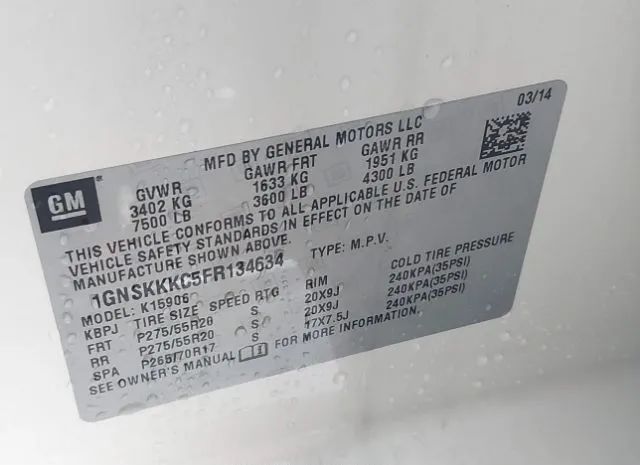 03/14
MFD BY GENERAL MOTORS LLC
GM
GVWR GAWR FRT GAWR RR
3402 KG 1633 KG 1951 KG
7500 LB 3600 LB 4300 LB
THIS VEHICLE CONFORMS TO ALL APPLICABLE U.S. FEDERAL MOTOR
VEHICLE SAFETY STANDARDS IN EFFECT ON THE DATE OF
MANUFACTURE SHOWN ABOVE.
1GNSKKKC5FR134634 TYPE: M.P.V.
MODEL: K15906
KBPJ TIRE SIZE SPEED RTG RIM COLD TIRE PRESSURE
FRT P275/55R20 S 20X9J 240KPA(35PSI)
RR P275/55R20 S 20X9J 240KPA(35PSI)
SPA P265/70R17 S 17X7.5J 240KPA(35PSI)
SEE OWNER'S MANUAL